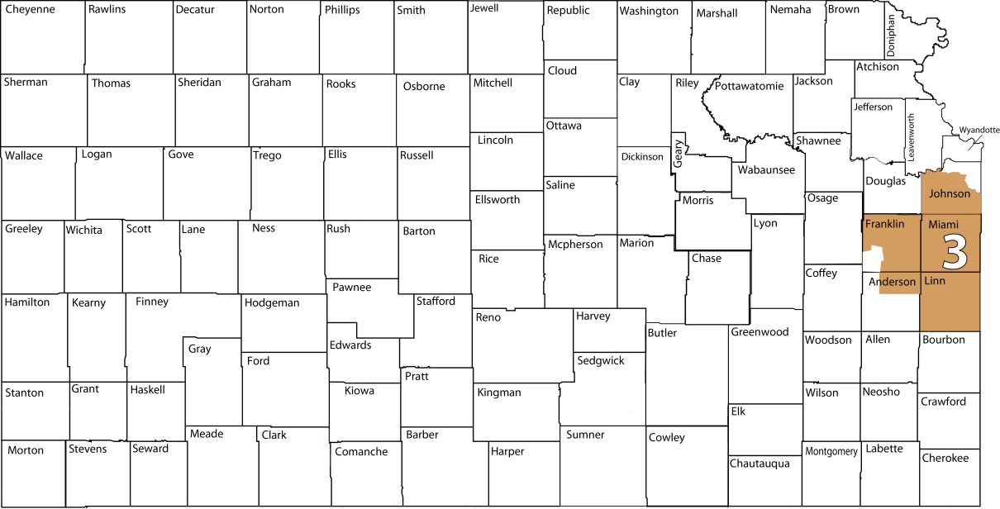 Cheyenne
Rawlins
Decatur
Norton
Phillips
Smith
Jewell
Republic
Washington
Marshall
Nemaha
Brown
Doniphan
Atchison
Sherman
Thomas
Sheridan
Graham
Rooks
Osborne
Mitchell
Cloud
Clay
Riley
Pottawatomie
Jackson
Jefferson
Leavenworth
Wyandotte
Ottawa
Lincoln
Wallace
Logan
Gove
Trego
Ellis
Russell
Dickinson
Geary
Shawnee
Wabaunsee
Douglas
Johnson
Saline
Ellsworth
Morris
Osage
Greeley
Wichita
Scott
Lane
Ness
Rush
Barton
Rice
Mcpherson
Marion
Lyon
Franklin
Miami
3
Chase
Coffey
Anderson
Linn
Pawnee
Hamilton
Kearny
Finney
Hodgeman
Stafford
Reno
Harvey
Butler
Greenwood
Woodson
Allen
Bourbon
Gray
Edwards
Ford
Sedgwick
Pratt
Stanton
Grant
Haskell
Kiowa
Kingman
Wilson
Neosho
Crawford
Elk
Meade
Clark
Barber
Sumner
Cowley
Morton
Stevens
Seward
Comanche
Harper
Chautauqua
Montgomery
Labette
Cherokee